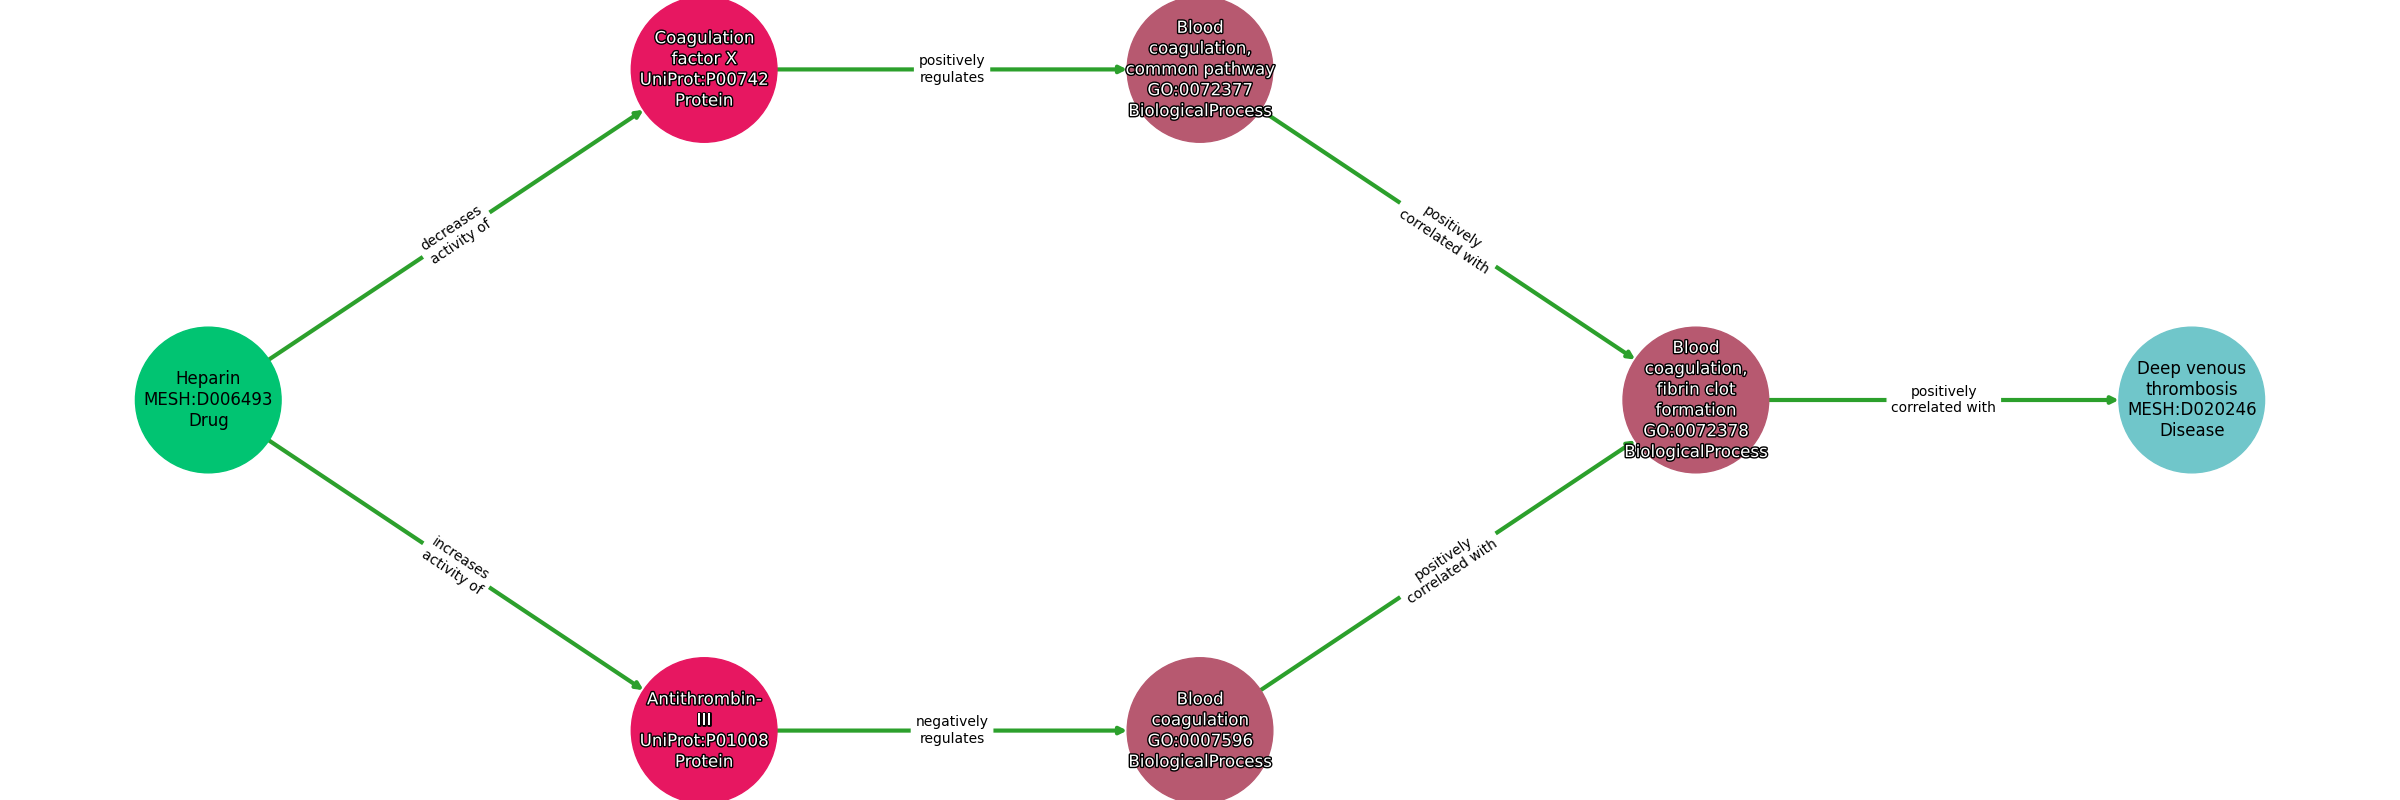 Coagulation
factor X
UniProt:P00742
Protein
positively
regulates
Blood
coagulation,
common pathway
GO:0072377
BiologicalProcess
decreases
activity of
positively
correlated with
Heparin
MESH:D006493
Drug
Blood
coagulation,
fibrin clot
formation
GO:0072378
BiologicalProcess
positively
correlated with
Deep venous
thrombosis
MESH:D020246
Disease
increases
activity of
positively
correlated with
Antithrombin-
III
UniProt:P01008
Protein
negatively
regulates
Blood
coagulation
GO:0007596
BiologicalProcess